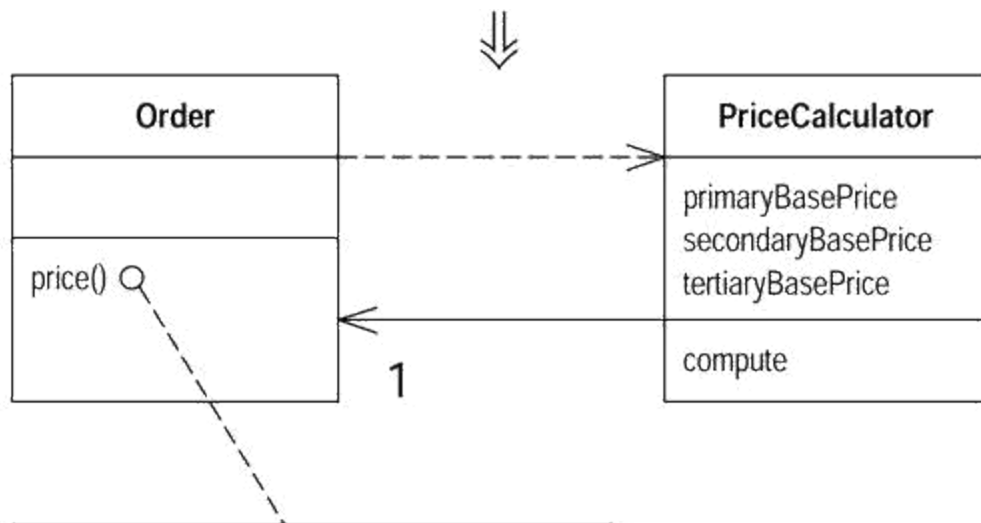 Order
PriceCalculator
primaryBasePrice
secondaryBasePrice
tertiaryBasePrice
price()
1
compute